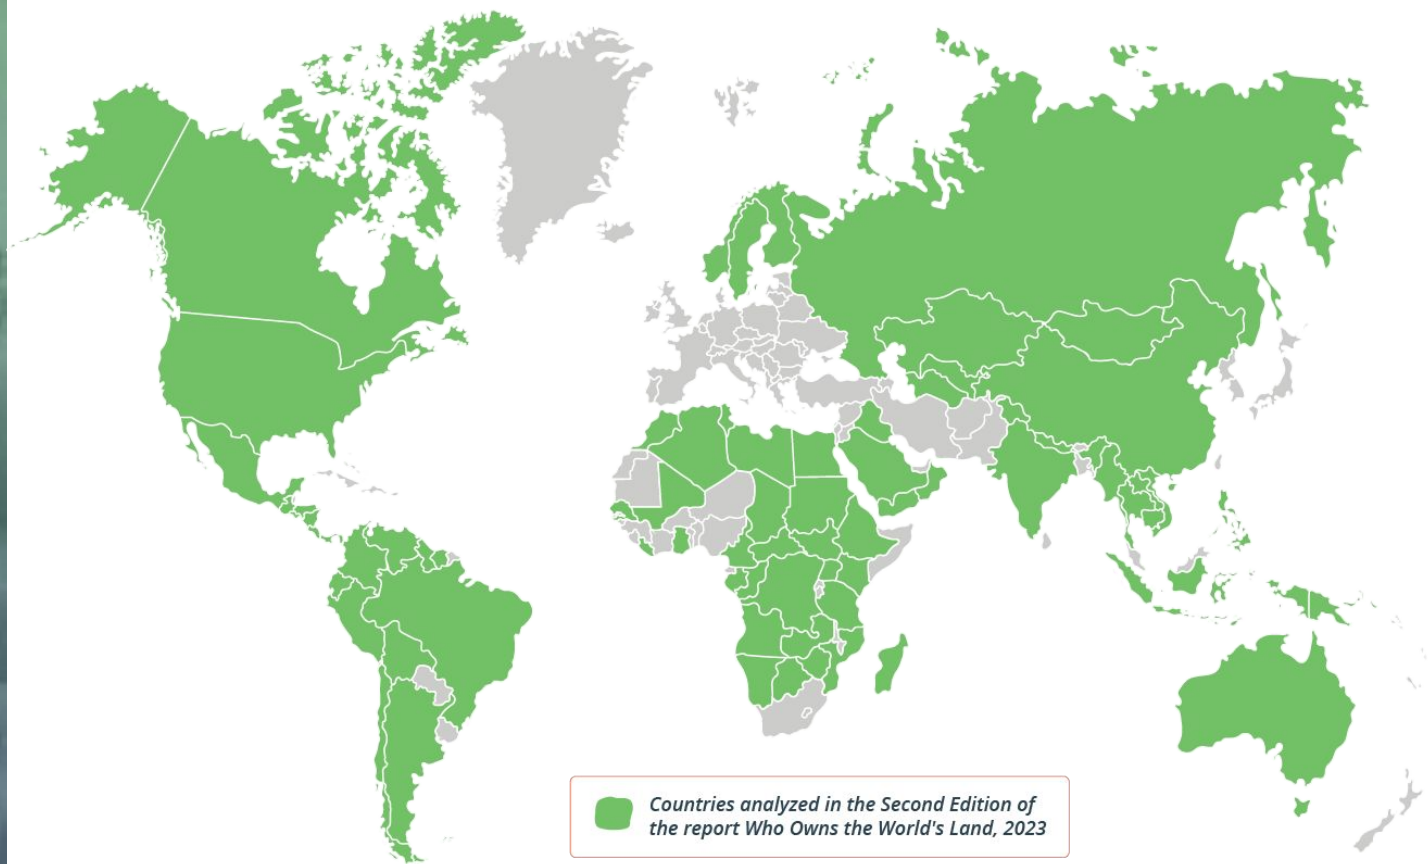 Countries analyzed in the Second Edition of
the report Who Owns the World's Land, 2023